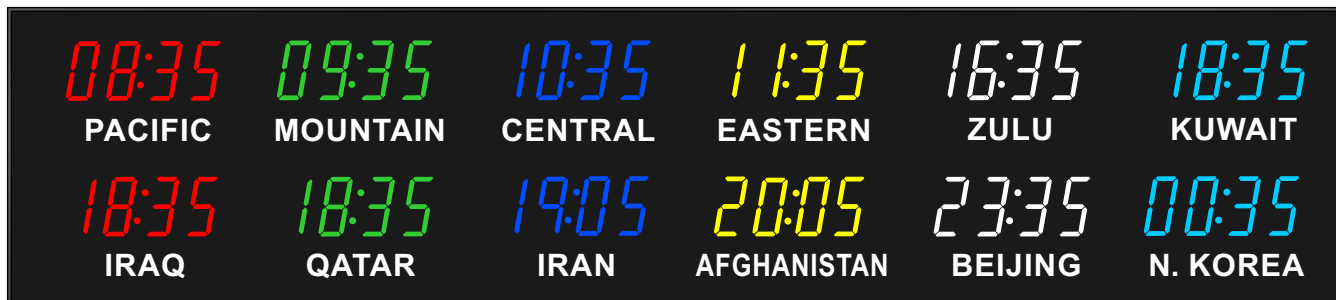 08:35 09:35 10:35 11:35 16:35 18:35
PACIFIC MOUNTAIN CENTRAL EASTERN ZULU KUWAIT
18:35 18:35 19:05 20:05 23:35 00:35
IRAQ QATAR IRAN AFGHANISTAN BEIJING N. KOREA